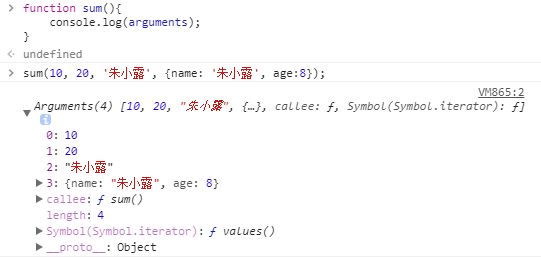 > function sum(){
console.log(arguments);
}
undefined
> sum(10, 20, '朱小露', {name: '朱小露', age:8});
VM865:2
Arguments(4) [10, 20, "朱小露", {…}, callee: ƒ, Symbol(Symbol.iterator): ƒ]
i
0: 10
1: 20
2: "朱小露"
3: {name: "朱小露", age: 8}
callee: ƒ sum()
length: 4
Symbol(Symbol.iterator): ƒ values()
__proto__: Object